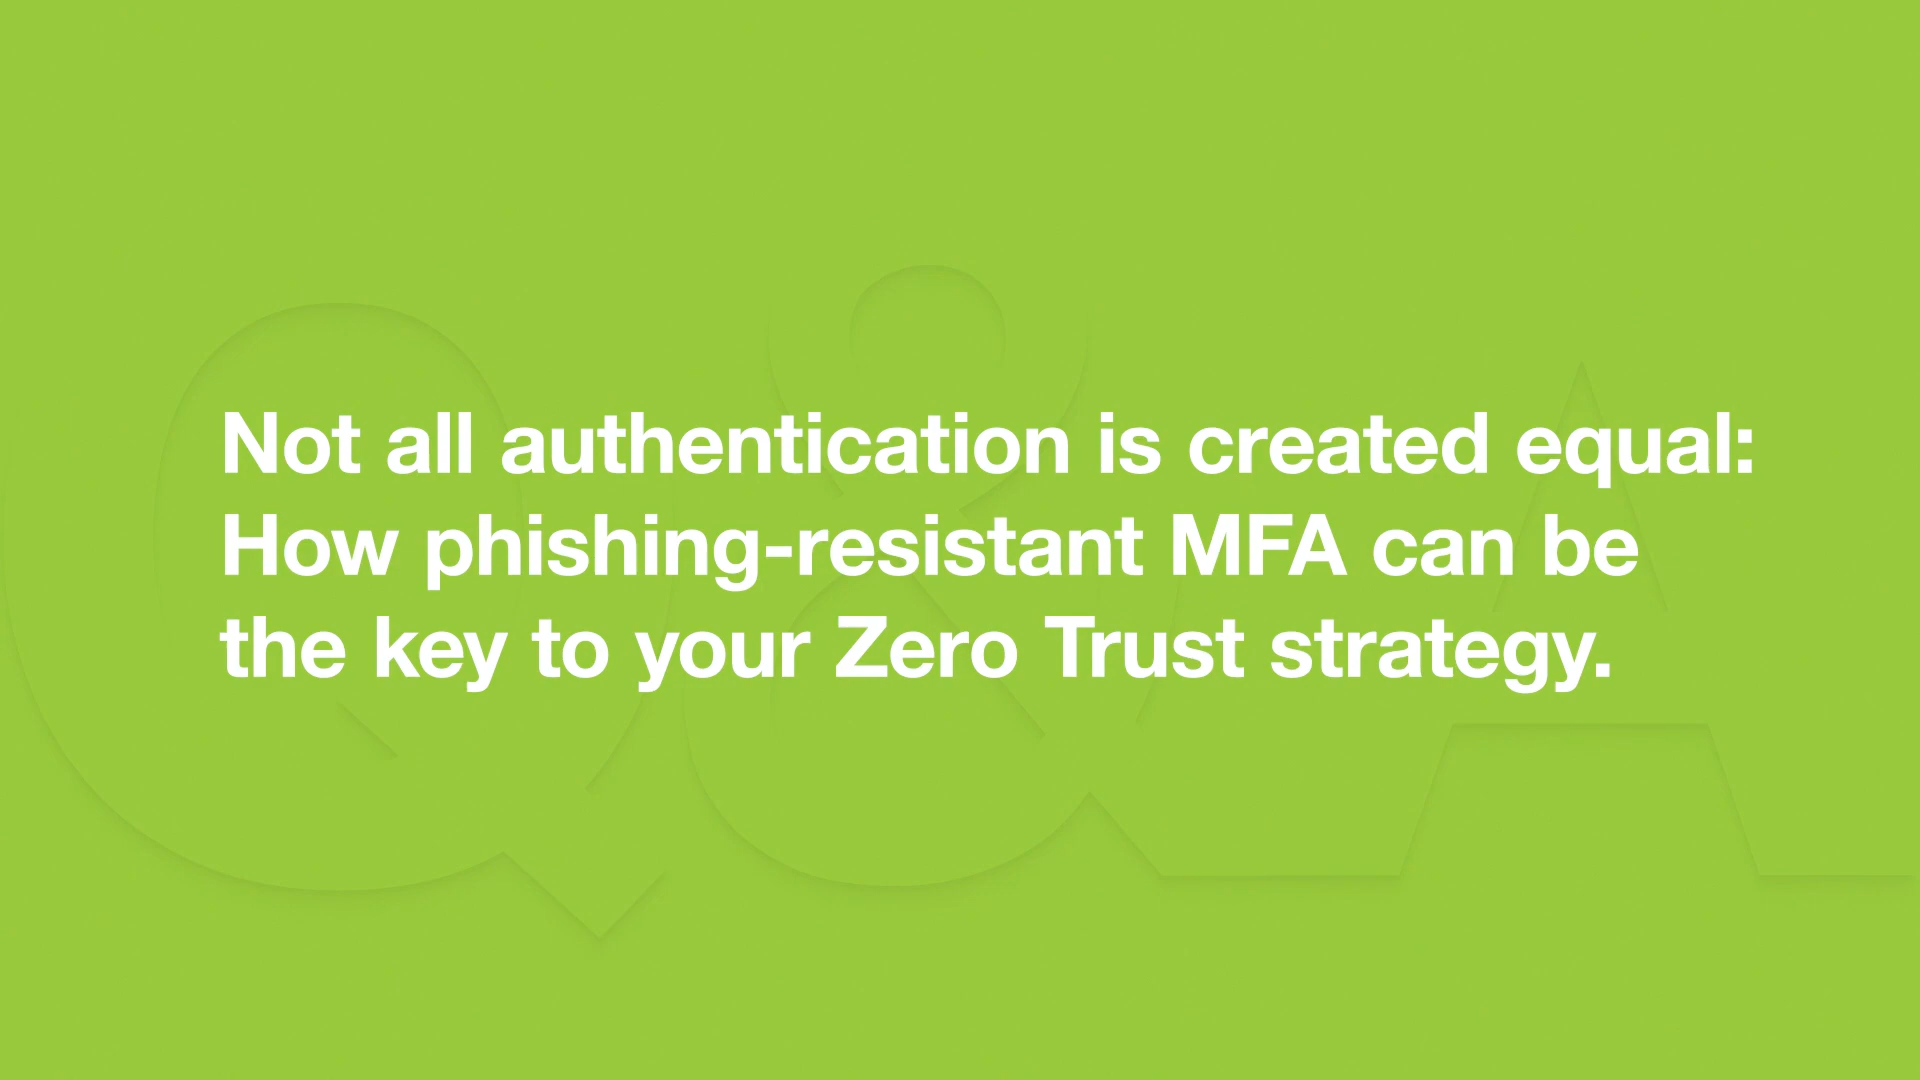 Q&A
Not all authentication is created equal:
How phishing-resistant MFA can be
the key to your Zero Trust strategy.